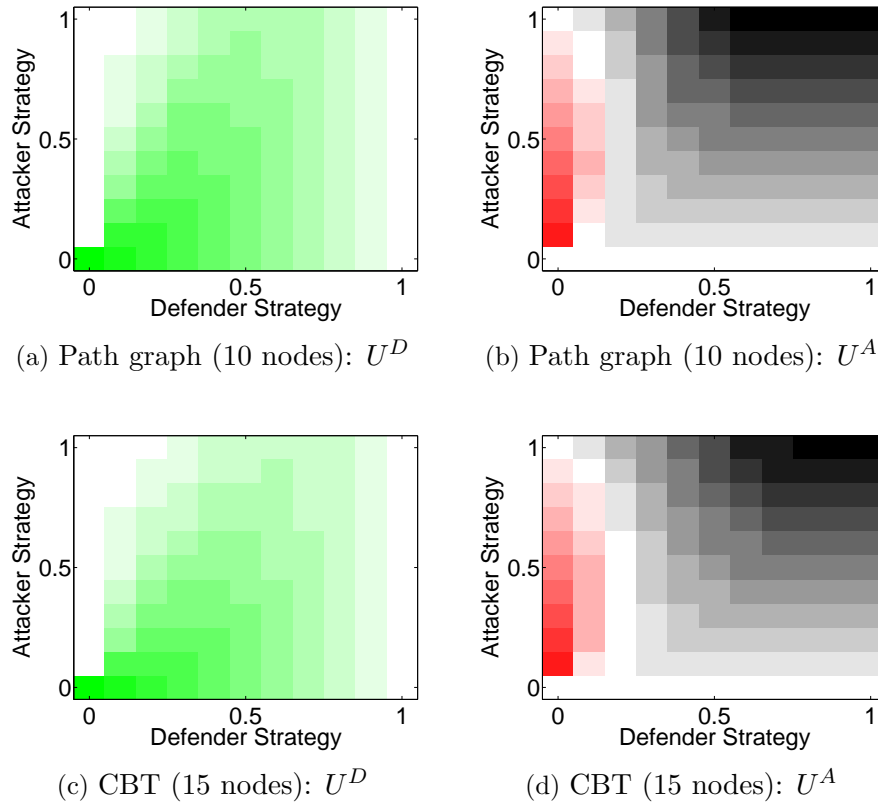 1
0.5
0
Attacker Strategy
0
0.5
1
Defender Strategy
(a) Path graph (10 nodes): U^D
1
0.5
0
Attacker Strategy
0
0.5
1
Defender Strategy
(b) Path graph (10 nodes): U^A
1
0.5
0
Attacker Strategy
0
0.5
1
Defender Strategy
(c) CBT (15 nodes): U^D
1
0.5
0
Attacker Strategy
0
0.5
1
Defender Strategy
(d) CBT (15 nodes): U^A